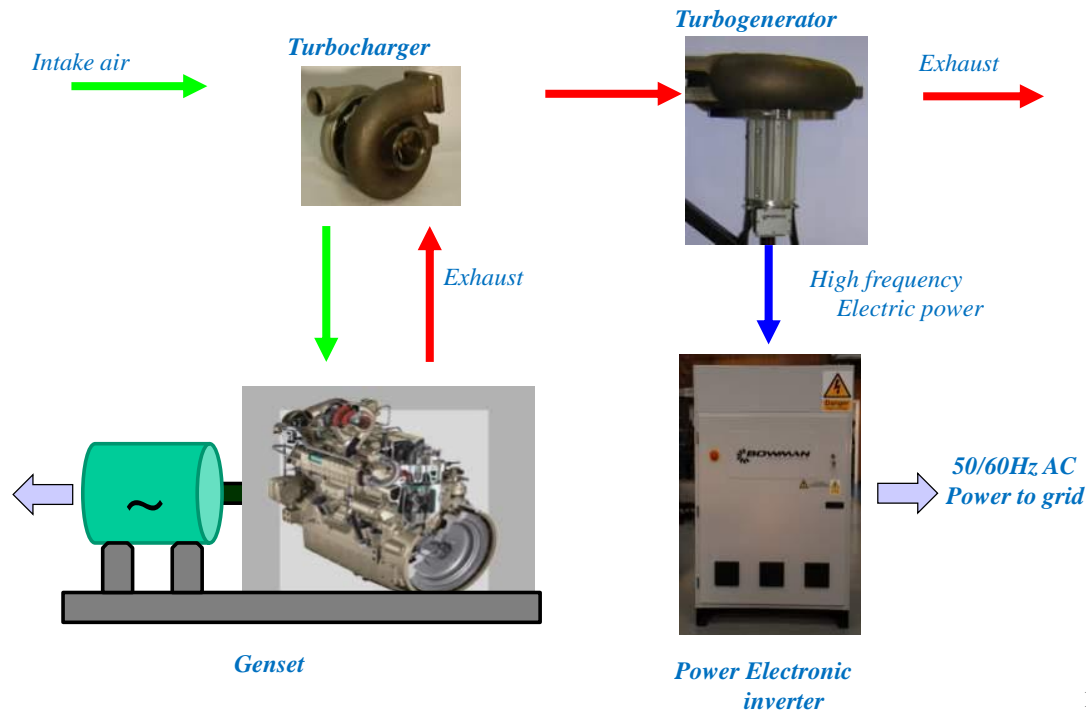 Turbogenerator
Turbocharger
Intake air
Exhaust
Exhaust
High frequency
Electric power
~
Danger
BOWMAN
50/60Hz AC
Power to grid
Genset
Power Electronic
inverter